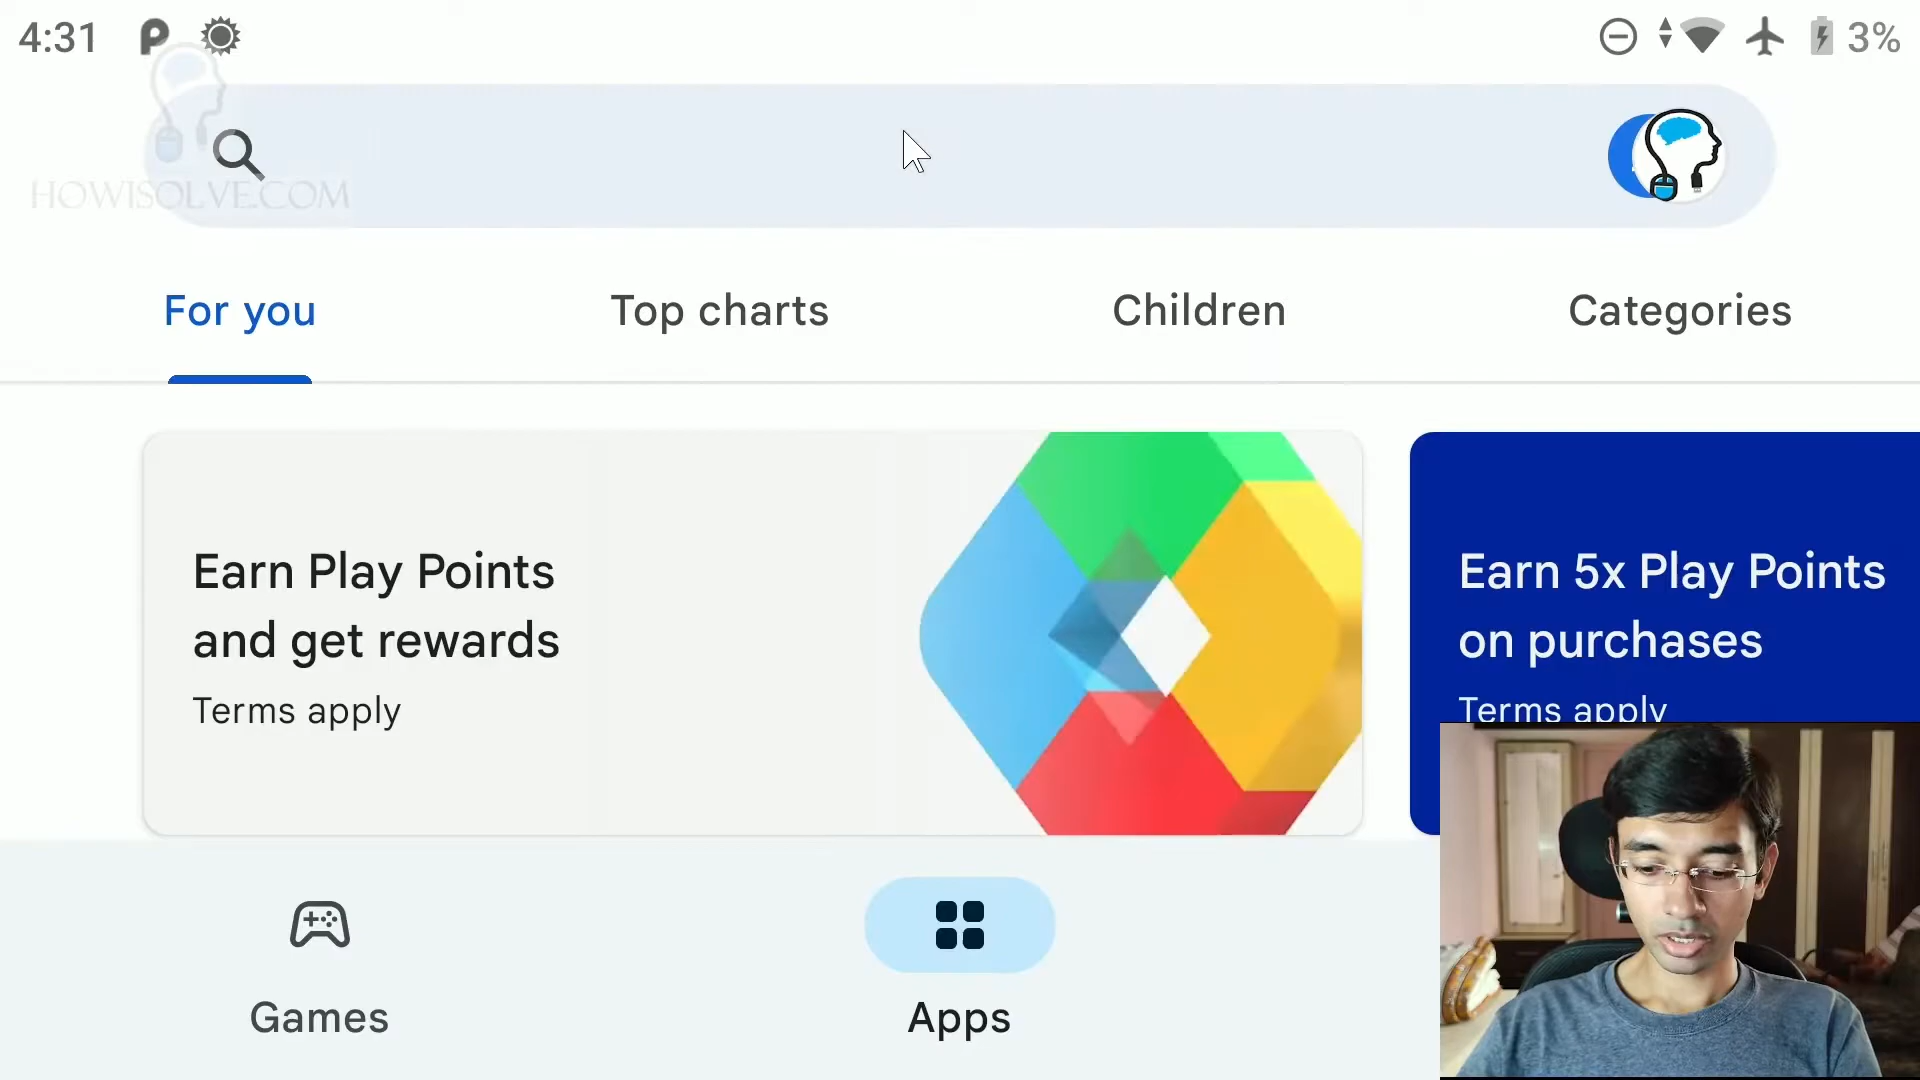 4:31
3%
HOWISOLVE.COM
For you
Top charts
Children
Categories
Earn Play Points
and get rewards
Terms apply
Earn 5x Play Points
on purchases
Terms apply
Games
Apps